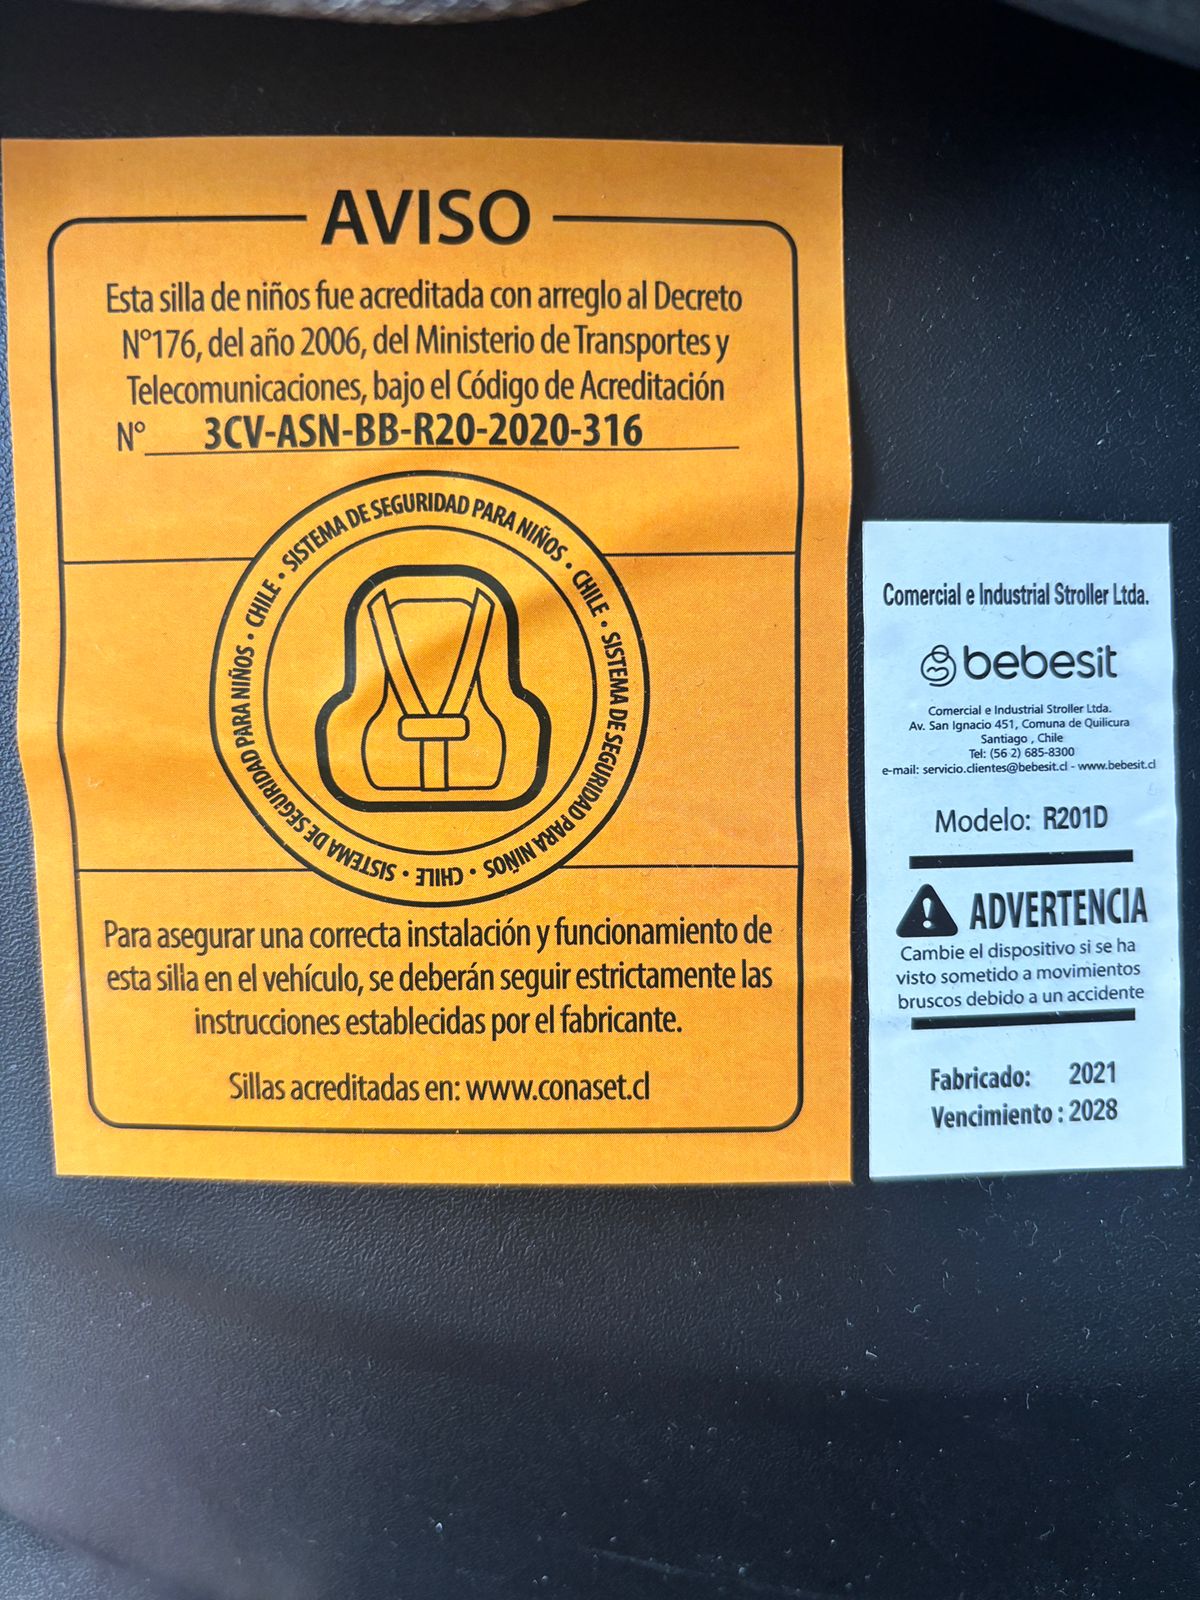 AVISO
Esta silla de niños fue acreditada con arreglo al Decreto
N°176, del año 2006, del Ministerio de Transportes y
Telecomunicaciones, bajo el Código de Acreditación
N° 3CV-ASN-BB-R20-2020-316
SISTEMA DE SEGURIDAD PARA NIÑOS • CHILE • SISTEMA DE SEGURIDAD PARA NIÑOS • CHILE • SISTEMA DE SEGURIDAD PARA NIÑOS • CHILE •
Para asegurar una correcta instalación y funcionamiento de
esta silla en el vehículo, se deberán seguir estrictamente las
instrucciones establecidas por el fabricante.
Sillas acreditadas en: www.conaset.cl
Comercial e Industrial Stroller Ltda.
bebesit
Comercial e Industrial Stroller Ltda.
Av. San Ignacio 451, Comuna de Quilicura
Santiago , Chile
Tel: (56 2) 685-8300
e-mail: servicio.clientes@bebesit.cl - www.bebesit.cl
Modelo: R201D
ADVERTENCIA
Cambie el dispositivo si se ha
visto sometido a movimientos
bruscos debido a un accidente
Fabricado: 2021
Vencimiento : 2028